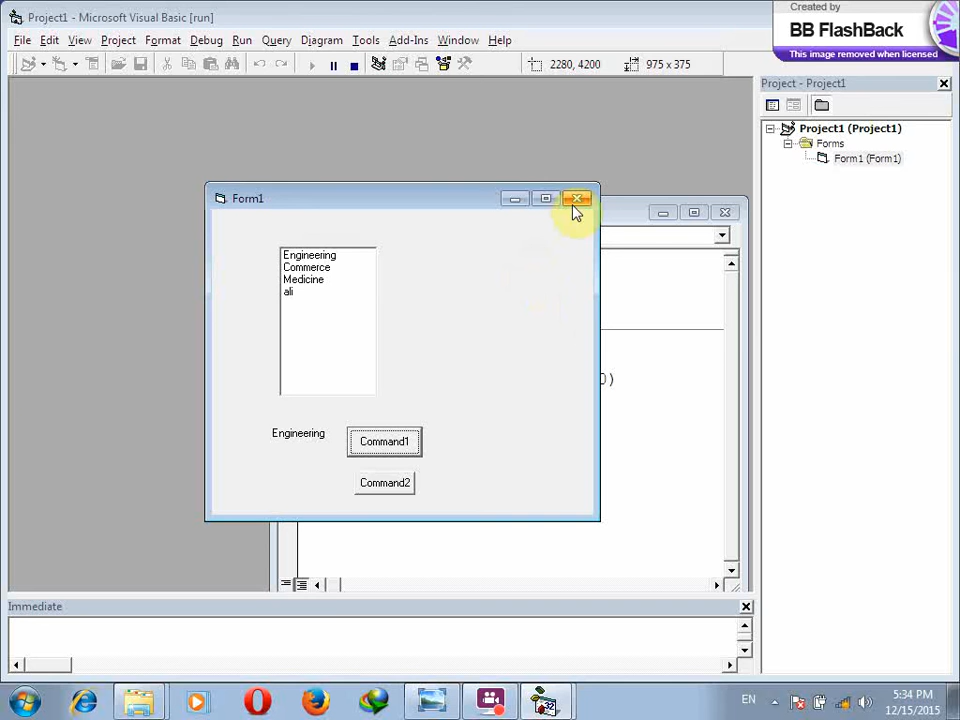 Project1 - Microsoft Visual Basic [run]
Created by
BB FlashBack
This image removed when licensed
File Edit View Project Format Debug Run Query Diagram Tools Add-Ins Window Help
2280, 4200 975 x 375
Project - Project1
Project1 (Project1)
Forms
Form1 (Form1)
Form1
Engineering
Commerce
Medicine
ali
0)
Engineering
Command1
Command2
Immediate
32
EN
5:34 PM
12/15/2015